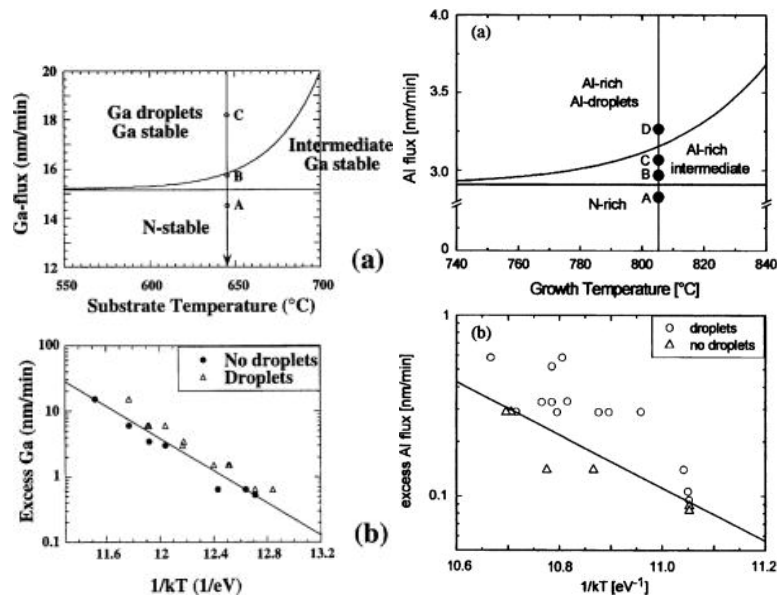 20
18
16
14
12
Ga-flux (nm/min)
Ga droplets
Ga stable
C
Intermediate
Ga stable
B
A
N-stable
550
600
650
700
Substrate Temperature (°C)
(a)
(a)
4.0
3.5
3.0
0
Al flux [nm/min]
Al-rich
Al-droplets
D
C
B
A
Al-rich
intermediate
N-rich
740
760
780
800
820
840
Growth Temperature [°C]
100
10
1
0.1
Excess Ga (nm/min)
No droplets
Droplets
11.6
12
12.4
12.8
13.2
1/kT (1/eV)
(b)
(b)
1
0.1
excess Al flux [nm/min]
droplets
no droplets
10.6
10.8
11.0
11.2
1/kT [eV⁻¹]